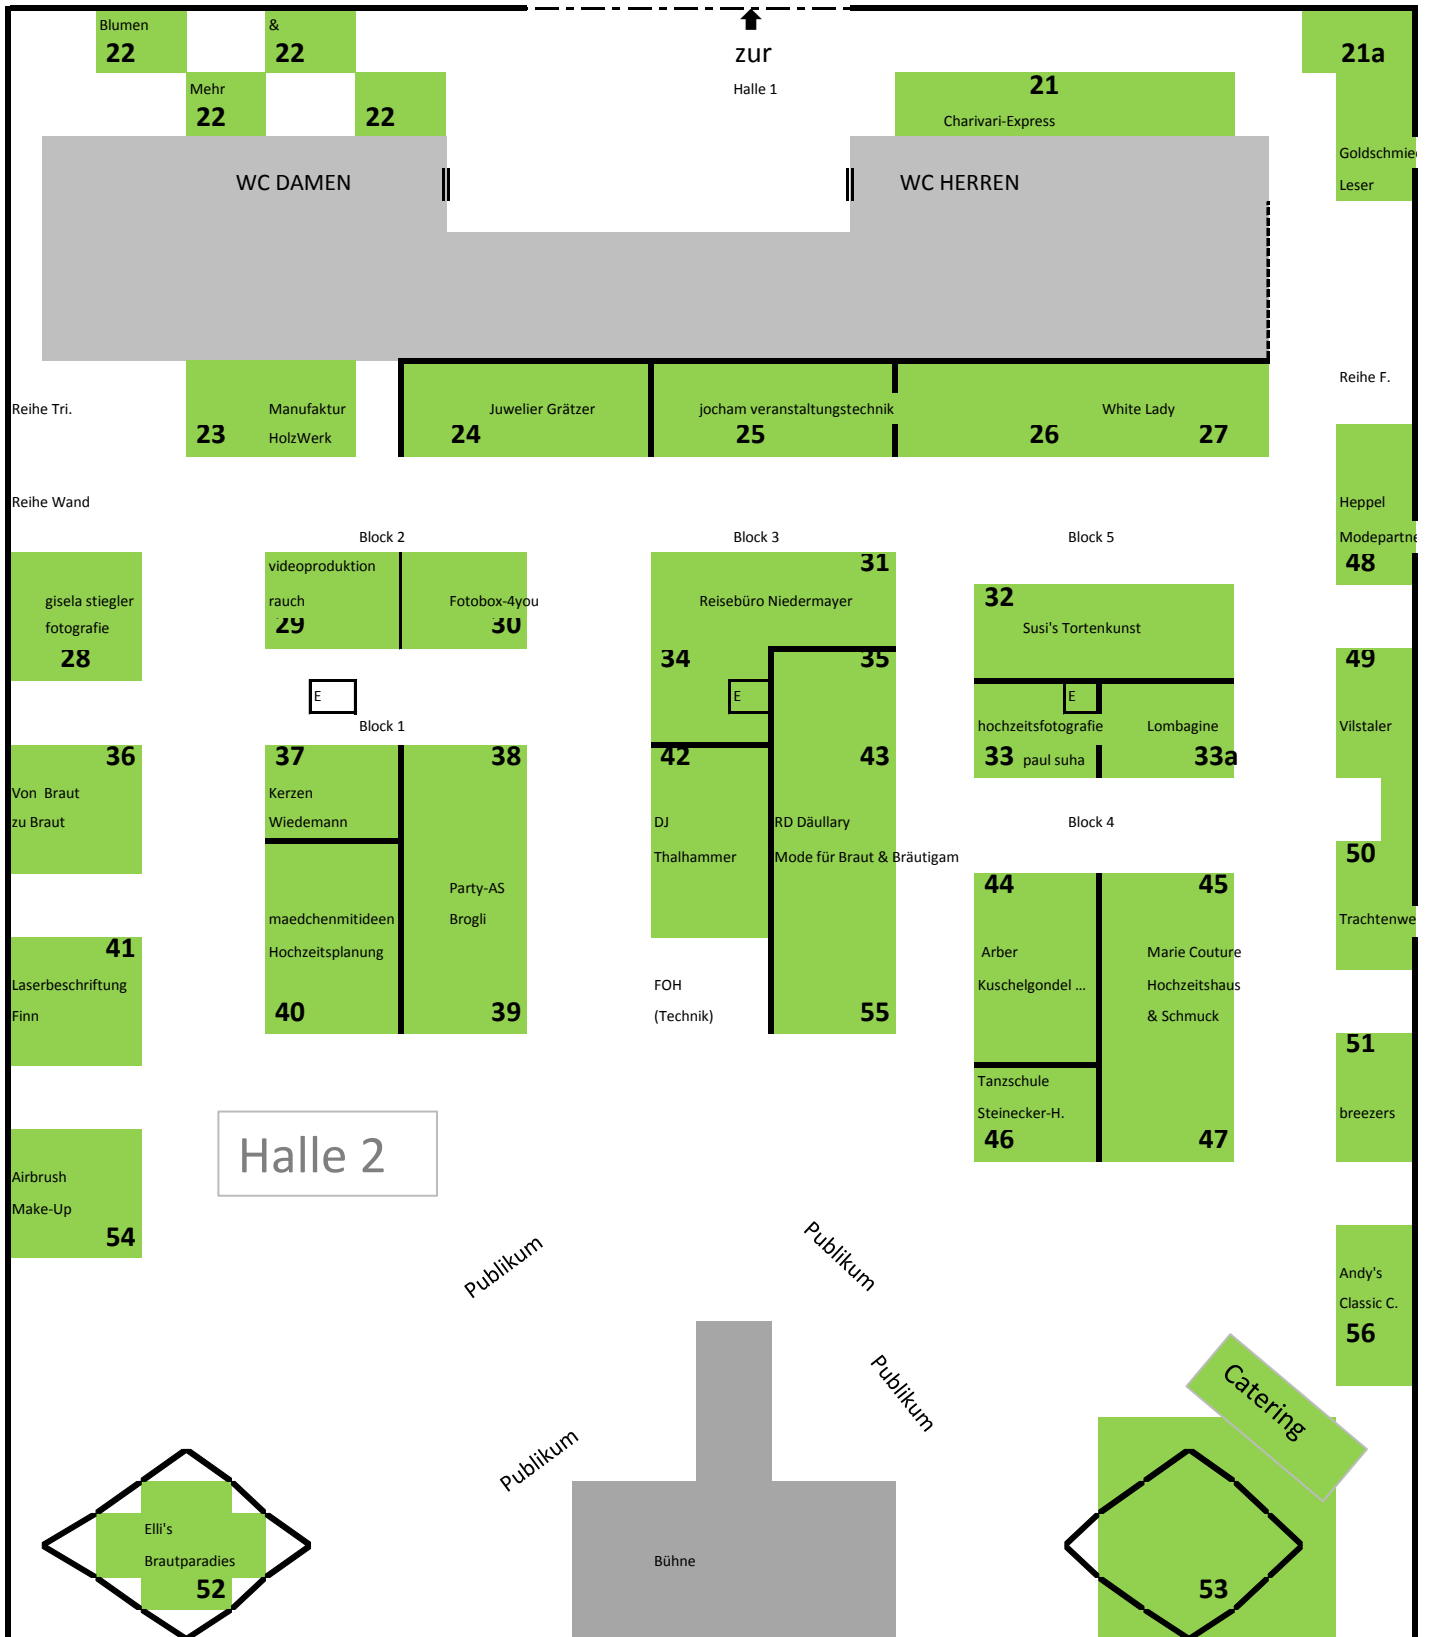 Blumen
22
&
22
Mehr
22
22
zur
Halle 1
21
Charivari-Express
21a
Goldschmie
Leser
WC DAMEN
WC HERREN
Reihe F.
Reihe Tri.
23
Manufaktur
HolzWerk
Juwelier Grätzer
24
jocham veranstaltungstechnik
25
White Lady
26
27
Reihe Wand
Heppel
Modepartne
48
Block 2
Block 3
Block 5
gisela stiegler
fotografie
28
videoproduktion
rauch
29
Fotobox-4you
30
31
Reisebüro Niedermayer
34
35
32
Susi's Tortenkunst
49
Vilstaler
E
E
E
Block 1
hochzeitsfotografie
33 paul suha
Lombagine
33a
36
Von Braut
zu Braut
37
Kerzen
Wiedemann
38
Party-AS
Brogli
39
maedchenmitideen
Hochzeitsplanung
40
42
DJ
Thalhammer
43
RD Däullary
Mode für Braut & Bräutigam
55
FOH
(Technik)
Block 4
50
Trachtenwe
44
Arber
Kuschelgondel ...
45
Marie Couture
Hochzeitshaus
& Schmuck
47
Tanzschule
Steinecker-H.
46
41
Laserbeschriftung
Finn
51
breezers
Halle 2
Airbrush
Make-Up
54
Publikum
Publikum
Publikum
Publikum
Andy's
Classic C.
56
Catering
Elli's
Brautparadies
52
Bühne
53